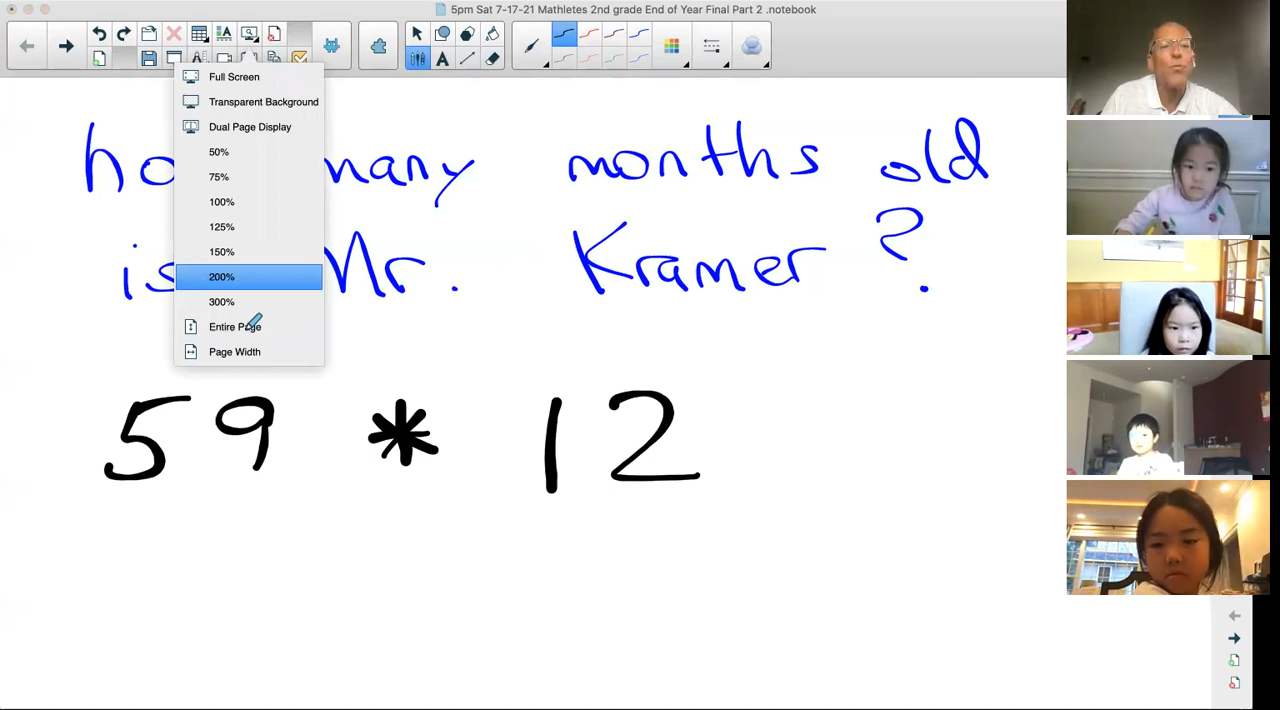 5pm Sat 7-17-21 Mathletes 2nd grade End of Year Final Part 2 .notebook
Full Screen
Transparent Background
Dual Page Display
50%
75%
100%
125%
150%
200%
300%
Entire Page
Page Width
ho many months old
is Mr. Kramer ?
59 * 12